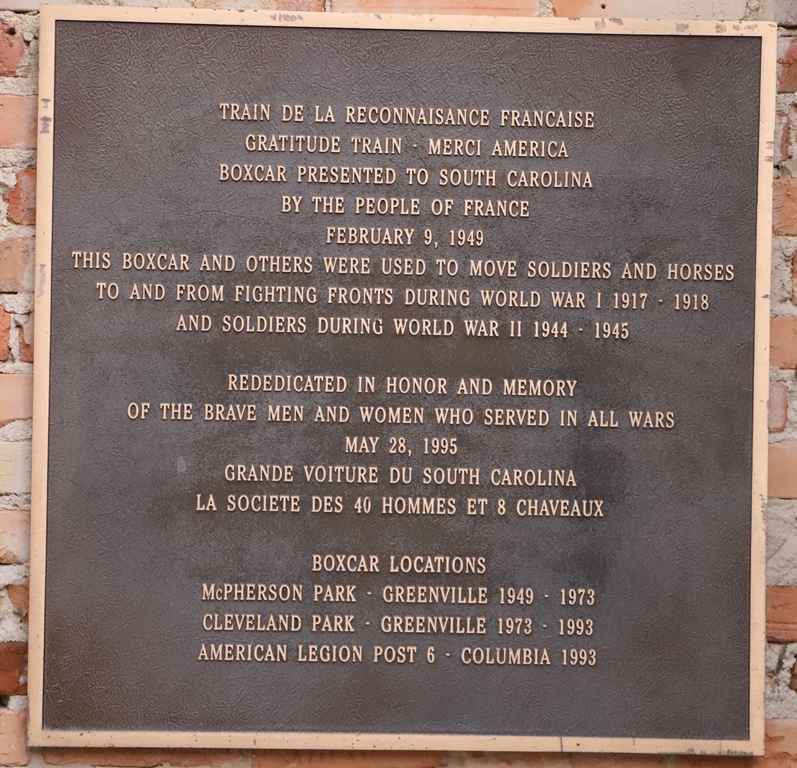 TRAIN DE LA RECONNAISANCE FRANCAISE
GRATITUDE TRAIN - MERCI AMERICA
BOXCAR PRESENTED TO SOUTH CAROLINA
BY THE PEOPLE OF FRANCE
FEBRUARY 9, 1949
THIS BOXCAR AND OTHERS WERE USED TO MOVE SOLDIERS AND HORSES
TO AND FROM FIGHTING FRONTS DURING WORLD WAR I 1917 - 1918
AND SOLDIERS DURING WORLD WAR II 1944 - 1945
REDEDICATED IN HONOR AND MEMORY
OF THE BRAVE MEN AND WOMEN WHO SERVED IN ALL WARS
MAY 28, 1995
GRANDE VOITURE DU SOUTH CAROLINA
LA SOCIETE DES 40 HOMMES ET 8 CHAVEAUX
BOXCAR LOCATIONS
McPHERSON PARK - GREENVILLE 1949 - 1973
CLEVELAND PARK - GREENVILLE 1973 - 1993
AMERICAN LEGION POST 6 - COLUMBIA 1993